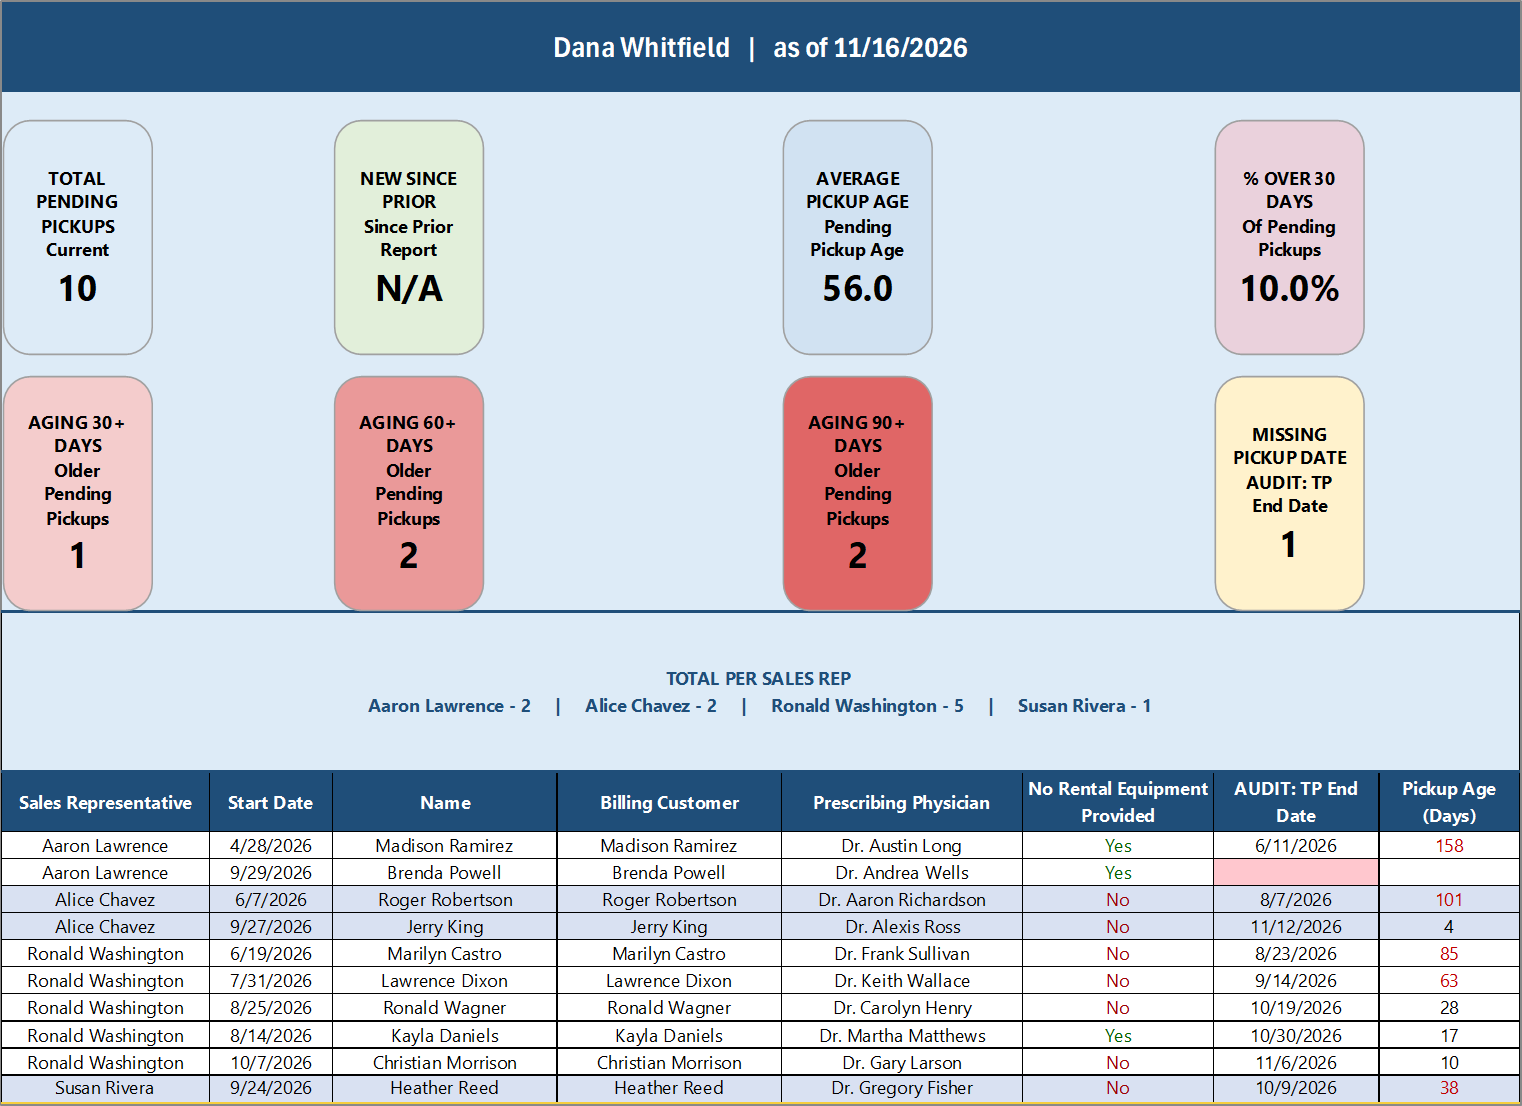 Dana Whitfield | as of 11/16/2026
TOTAL
PENDING
PICKUPS
Current
10
NEW SINCE
PRIOR
Since Prior
Report
N/A
AVERAGE
PICKUP AGE
Pending
Pickup Age
56.0
% OVER 30
DAYS
Of Pending
Pickups
10.0%
AGING 30+
DAYS
Older
Pending
Pickups
1
AGING 60+
DAYS
Older
Pending
Pickups
2
AGING 90+
DAYS
Older
Pending
Pickups
2
MISSING
PICKUP DATE
AUDIT: TP
End Date
1
TOTAL PER SALES REP
Aaron Lawrence - 2 | Alice Chavez - 2 | Ronald Washington - 5 | Susan Rivera - 1
Sales Representative Start Date Name Billing Customer Prescribing Physician No Rental Equipment Provided AUDIT: TP End Date Pickup Age (Days)
Aaron Lawrence 4/28/2026 Madison Ramirez Madison Ramirez Dr. Austin Long Yes 6/11/2026 158
Aaron Lawrence 9/29/2026 Brenda Powell Brenda Powell Dr. Andrea Wells Yes
Alice Chavez 6/7/2026 Roger Robertson Roger Robertson Dr. Aaron Richardson No 8/7/2026 101
Alice Chavez 9/27/2026 Jerry King Jerry King Dr. Alexis Ross No 11/12/2026 4
Ronald Washington 6/19/2026 Marilyn Castro Marilyn Castro Dr. Frank Sullivan No 8/23/2026 85
Ronald Washington 7/31/2026 Lawrence Dixon Lawrence Dixon Dr. Keith Wallace No 9/14/2026 63
Ronald Washington 8/25/2026 Ronald Wagner Ronald Wagner Dr. Carolyn Henry No 10/19/2026 28
Ronald Washington 8/14/2026 Kayla Daniels Kayla Daniels Dr. Martha Matthews Yes 10/30/2026 17
Ronald Washington 10/7/2026 Christian Morrison Christian Morrison Dr. Gary Larson No 11/6/2026 10
Susan Rivera 9/24/2026 Heather Reed Heather Reed Dr. Gregory Fisher No 10/9/2026 38